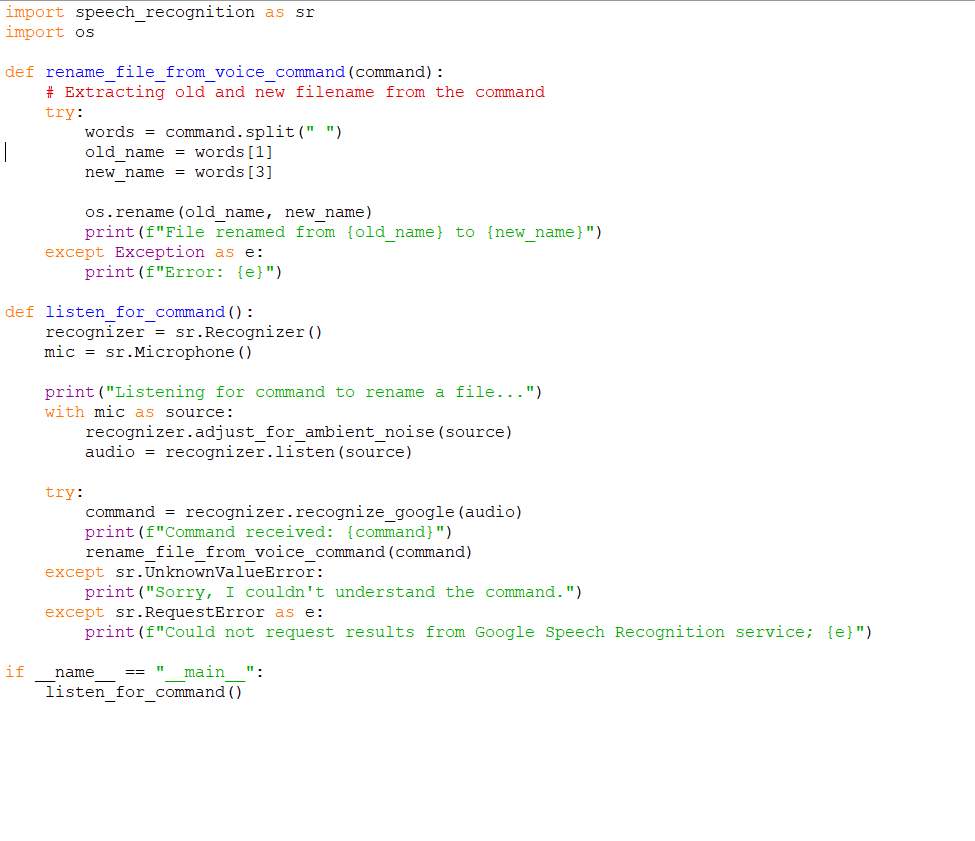 import speech_recognition as sr
import os

def rename_file_from_voice_command(command):
    # Extracting old and new filename from the command
    try:
        words = command.split(" ")
        old_name = words[1]
        new_name = words[3]

        os.rename(old_name, new_name)
        print(f"File renamed from {old_name} to {new_name}")
    except Exception as e:
        print(f"Error: {e}")

def listen_for_command():
    recognizer = sr.Recognizer()
    mic = sr.Microphone()

    print("Listening for command to rename a file...")
    with mic as source:
        recognizer.adjust_for_ambient_noise(source)
        audio = recognizer.listen(source)

    try:
        command = recognizer.recognize_google(audio)
        print(f"Command received: {command}")
        rename_file_from_voice_command(command)
    except sr.UnknownValueError:
        print("Sorry, I couldn't understand the command.")
    except sr.RequestError as e:
        print(f"Could not request results from Google Speech Recognition service; {e}")

if __name__ == "__main__":
    listen_for_command()